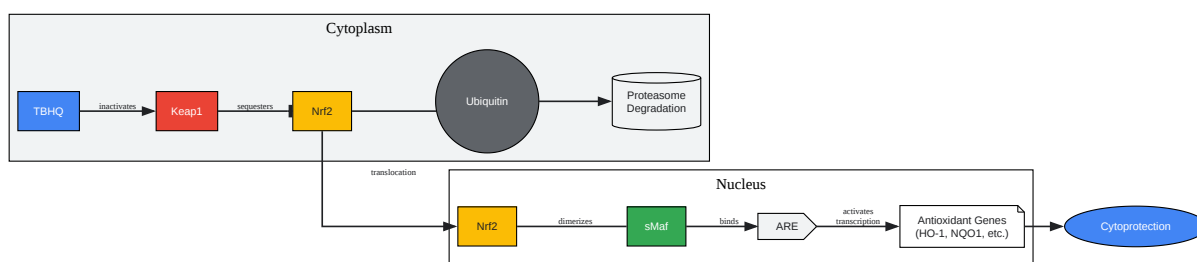 Cytoplasm
TBHQ
inactivates
Keap1
sequesters
Nrf2
Ubiquitin
Proteasome
Degradation
translocation
Nucleus
Nrf2
dimerizes
sMaf
binds
ARE
activates
transcription
Antioxidant Genes
(HO-1, NQO1, etc.)
Cytoprotection